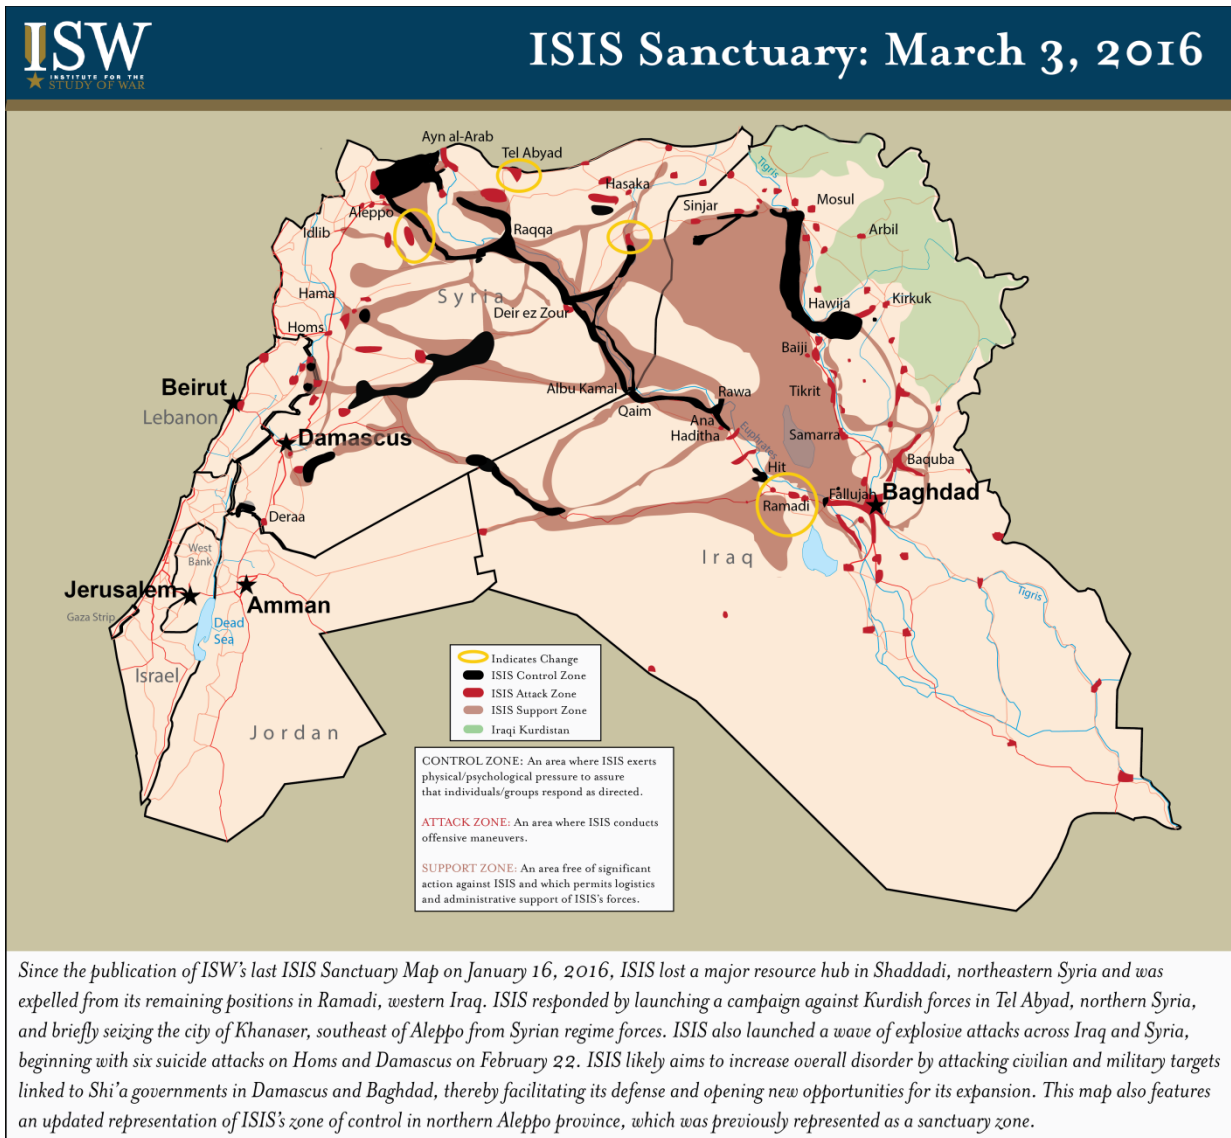 ISW
INSTITUTE FOR THE
STUDY OF WAR
ISIS Sanctuary: March 3, 2016
Ayn al-Arab
Tel Abyad
Tigris
Hasaka
Sinjar
Mosul
Aleppo
Idlib
Raqqa
Arbil
Syria
Hama
Deir ez Zour
Hawija
Kirkuk
Homs
Baiji
Beirut
Lebanon
Albu Kamal
Rawa
Tikrit
Qaim
Ana
Haditha
Euphrates
Samarra
Damascus
Hit
Baquba
Fallujah
Baghdad
Ramadi
Deraa
West
Bank
Iraq
Jerusalem
Amman
Gaza Strip
Dead
Sea
Tigris
Israel
Jordan
Indicates Change
ISIS Control Zone
ISIS Attack Zone
ISIS Support Zone
Iraqi Kurdistan
CONTROL ZONE: An area where ISIS exerts
physical/psychological pressure to assure
that individuals/groups respond as directed.
ATTACK ZONE: An area where ISIS conducts
offensive maneuvers.
SUPPORT ZONE: An area free of significant
action against ISIS and which permits logistics
and administrative support of ISIS's forces.
Since the publication of ISW's last ISIS Sanctuary Map on January 16, 2016, ISIS lost a major resource hub in Shaddadi, northeastern Syria and was
expelled from its remaining positions in Ramadi, western Iraq. ISIS responded by launching a campaign against Kurdish forces in Tel Abyad, northern Syria,
and briefly seizing the city of Khanaser, southeast of Aleppo from Syrian regime forces. ISIS also launched a wave of explosive attacks across Iraq and Syria,
beginning with six suicide attacks on Homs and Damascus on February 22. ISIS likely aims to increase overall disorder by attacking civilian and military targets
linked to Shi'a governments in Damascus and Baghdad, thereby facilitating its defense and opening new opportunities for its expansion. This map also features
an updated representation of ISIS's zone of control in northern Aleppo province, which was previously represented as a sanctuary zone.